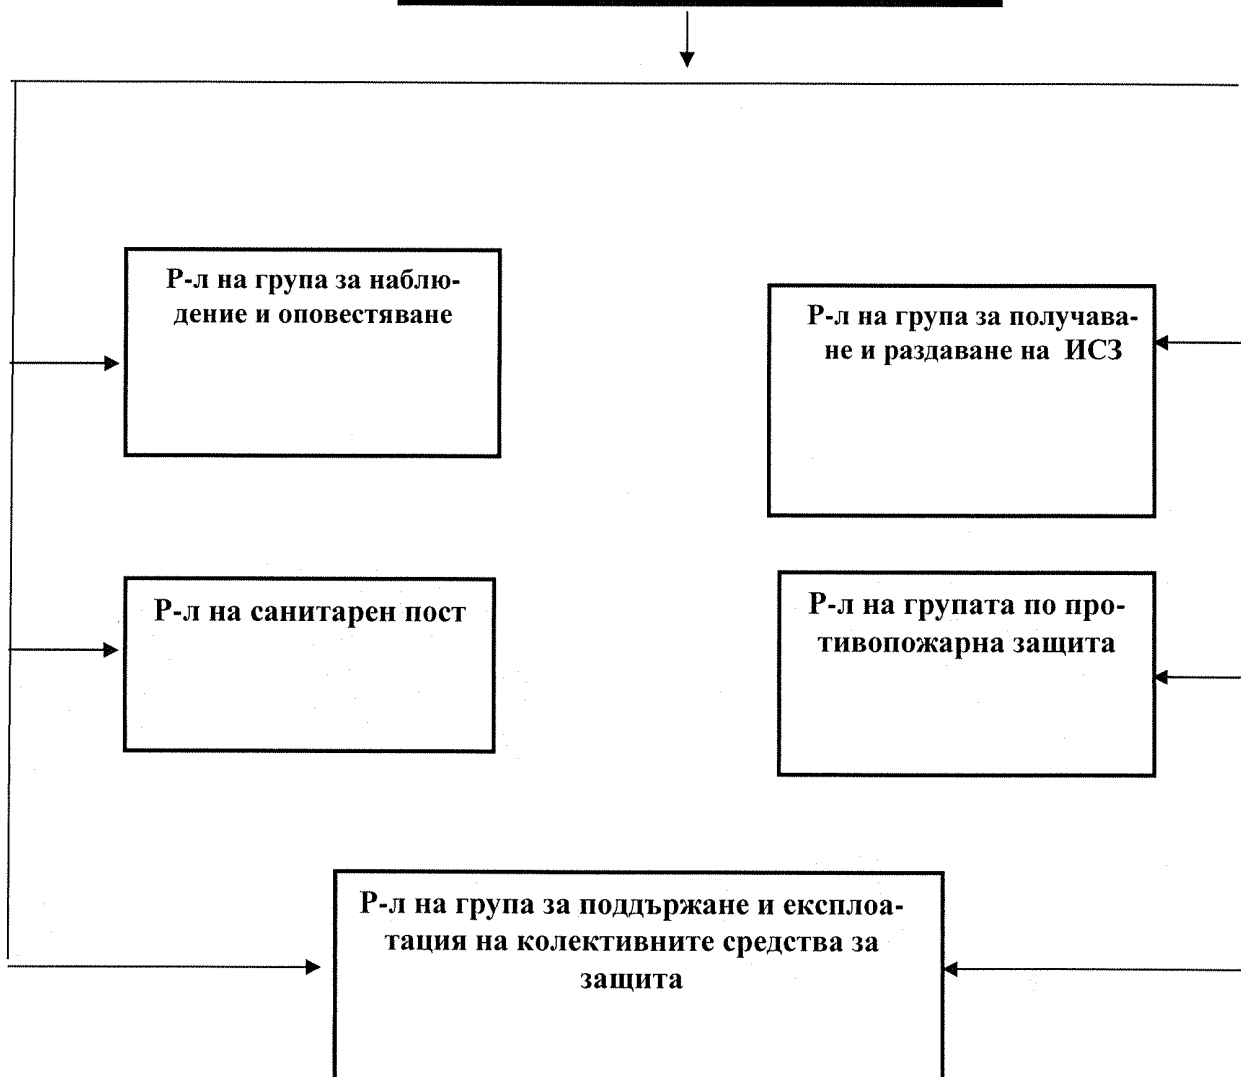 Р-л на група за наблю-
дение и оповестяване
Р-л на група за получава-
не и раздаване на ИСЗ
Р-л на санитарен пост
Р-л на групата по про-
тивопожарна защита
Р-л на група за поддържане и експлоа-
тация на колективните средства за
защита